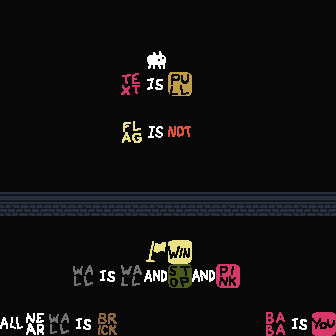 TEXT IS PULL
FLAG IS NOT
WIN
WALL IS WALL AND STOP AND PINK
ALL NEAR WALL IS BRICK
BABA IS YOU